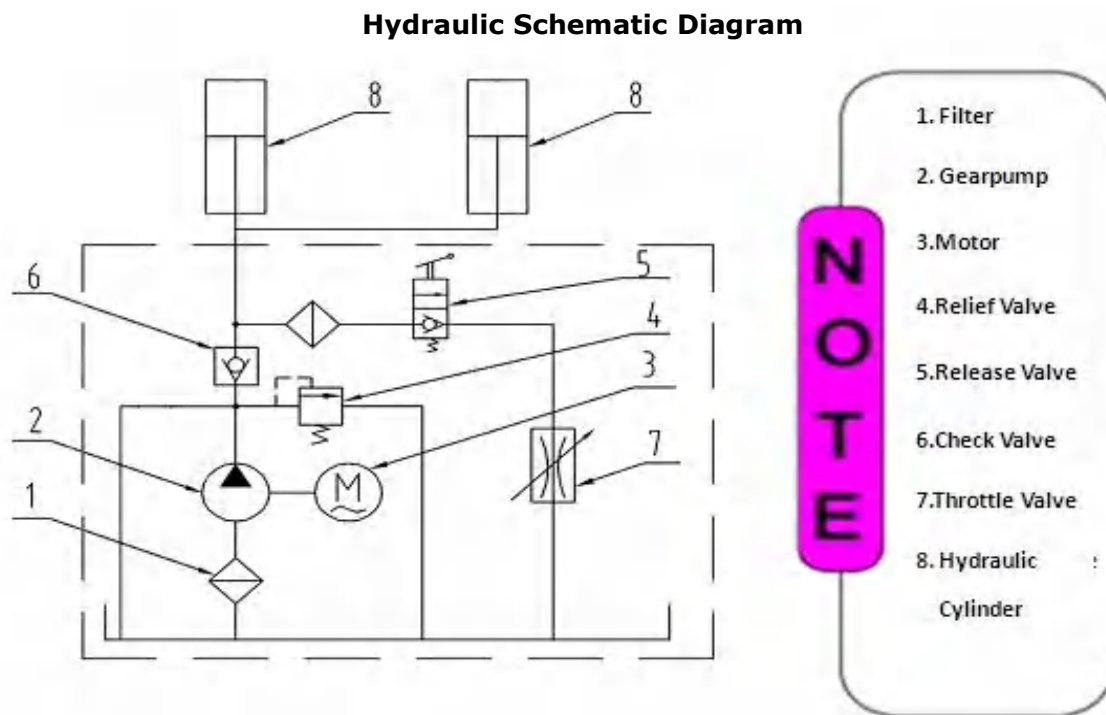 Hydraulic Schematic Diagram
8
8
6
5
4
3
2
1
7
M
NOTE
1. Filter
2. Gearpump
3.Motor
4.Relief Valve
5.Release Valve
6.Check Valve
7.Throttle Valve
8. Hydraulic
Cylinder